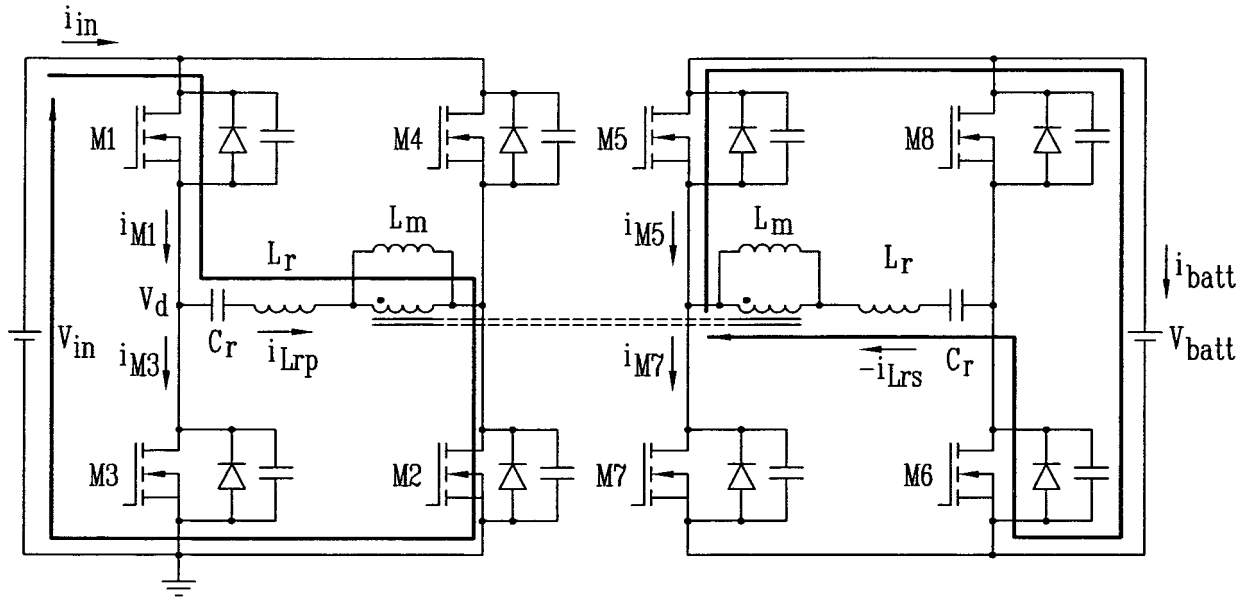 i_in
M1
M4
M5
M8
i_M1
L_r
L_m
i_M5
L_m
L_r
i_batt
V_d
V_in
C_r
i_Lrp
i_M3
i_M7
-i_Lrs
C_r
V_batt
M3
M2
M7
M6